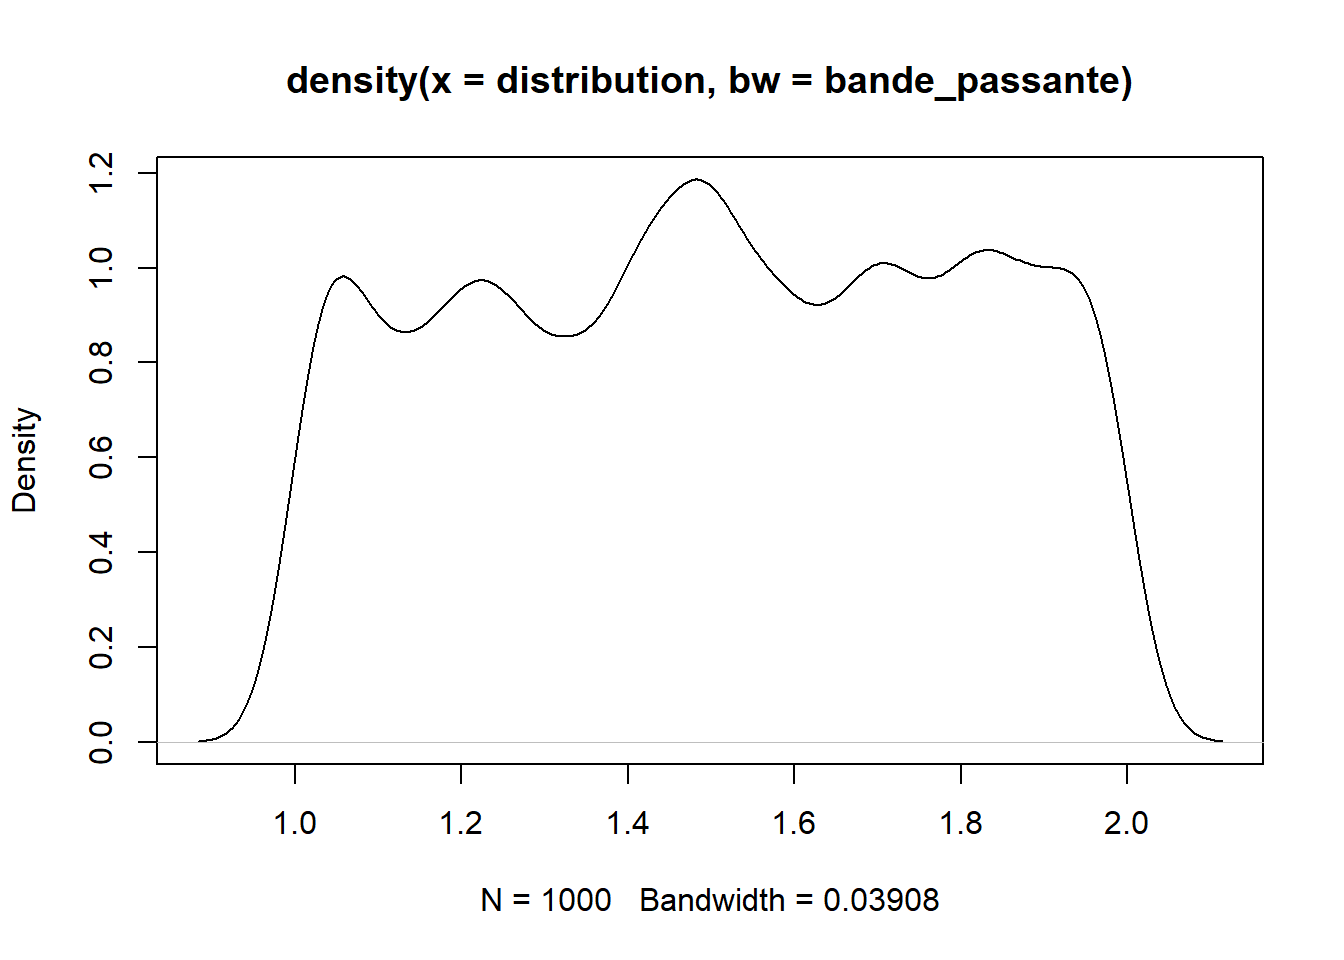 density(x = distribution, bw = bande_passante)
Density
1.2
1.0
0.8
0.6
0.4
0.2
0.0
1.0 1.2 1.4 1.6 1.8 2.0
N = 1000 Bandwidth = 0.03908